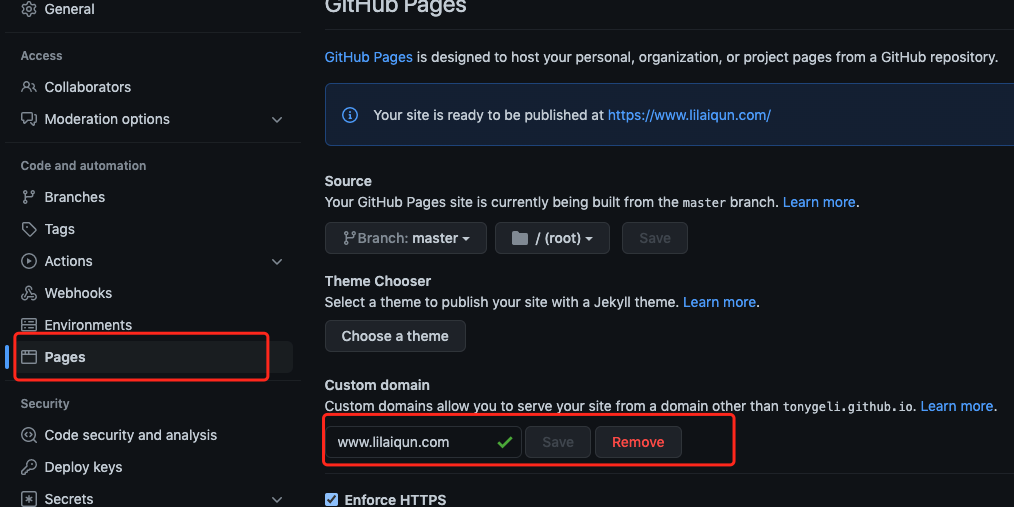 General
Access
Collaborators
Moderation options
Code and automation
Branches
Tags
Actions
Webhooks
Environments
Pages
Security
Code security and analysis
Deploy keys
Secrets
GitHub Pages
GitHub Pages is designed to host your personal, organization, or project pages from a GitHub repository.
Your site is ready to be published at https://www.lilaiqun.com/
Source
Your GitHub Pages site is currently being built from the master branch. Learn more.
Branch: master / (root) Save
Theme Chooser
Select a theme to publish your site with a Jekyll theme. Learn more.
Choose a theme
Custom domain
Custom domains allow you to serve your site from a domain other than tonygeli.github.io. Learn more.
www.lilaiqun.com Save Remove
Enforce HTTPS